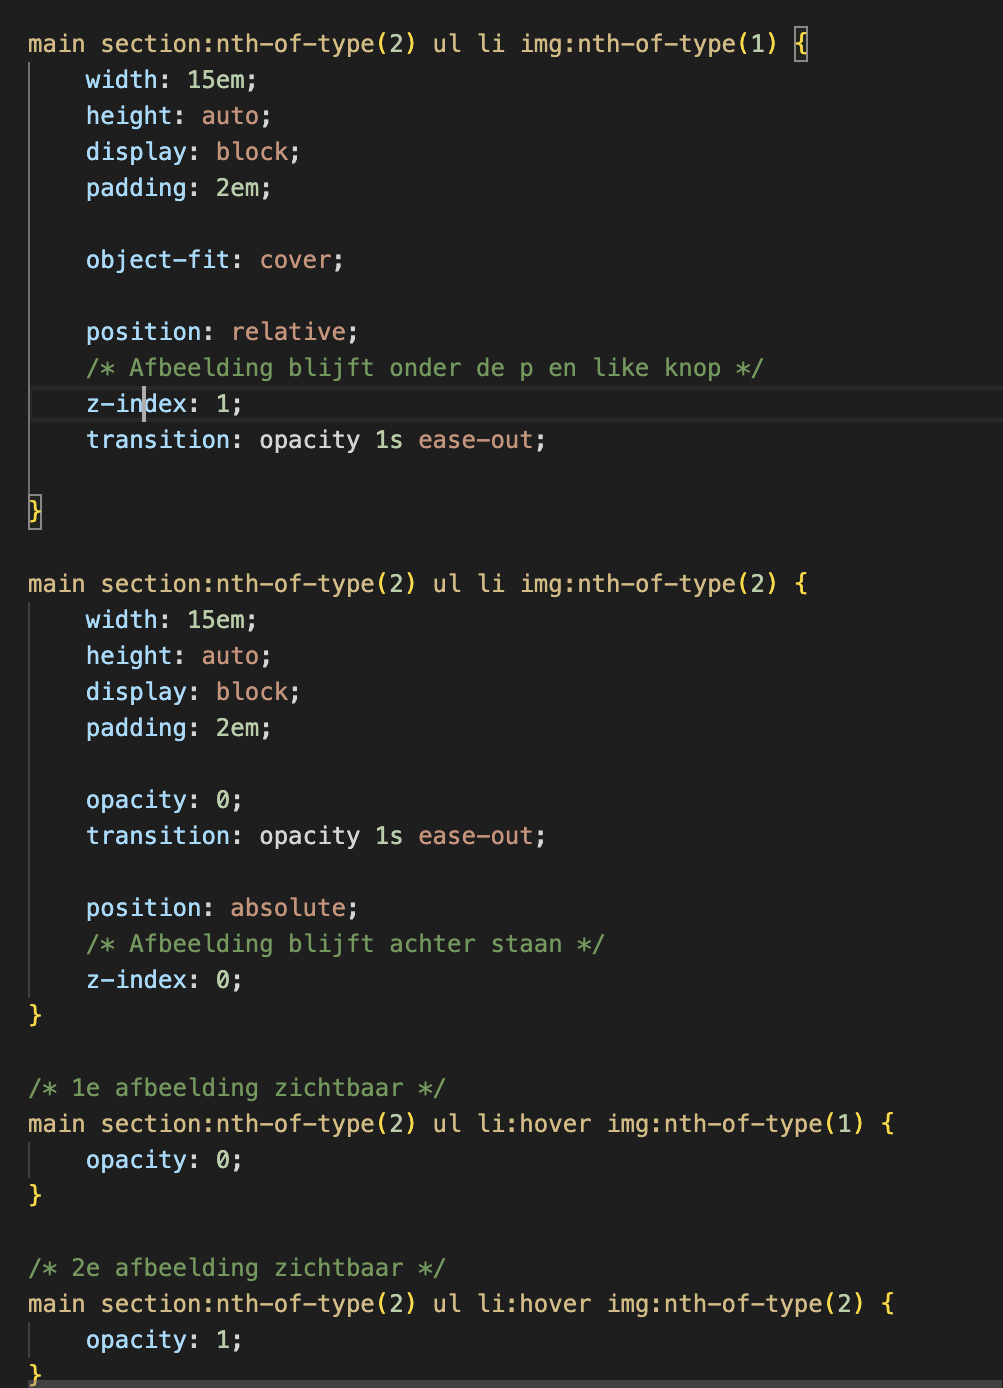 main section:nth-of-type(2) ul li img:nth-of-type(1) {
    width: 15em;
    height: auto;
    display: block;
    padding: 2em;

    object-fit: cover;

    position: relative;
    /* Afbeelding blijft onder de p en like knop */
    z-index: 1;
    transition: opacity 1s ease-out;

}

main section:nth-of-type(2) ul li img:nth-of-type(2) {
    width: 15em;
    height: auto;
    display: block;
    padding: 2em;

    opacity: 0;
    transition: opacity 1s ease-out;

    position: absolute;
    /* Afbeelding blijft achter staan */
    z-index: 0;
}

/* 1e afbeelding zichtbaar */
main section:nth-of-type(2) ul li:hover img:nth-of-type(1) {
    opacity: 0;
}

/* 2e afbeelding zichtbaar */
main section:nth-of-type(2) ul li:hover img:nth-of-type(2) {
    opacity: 1;
}